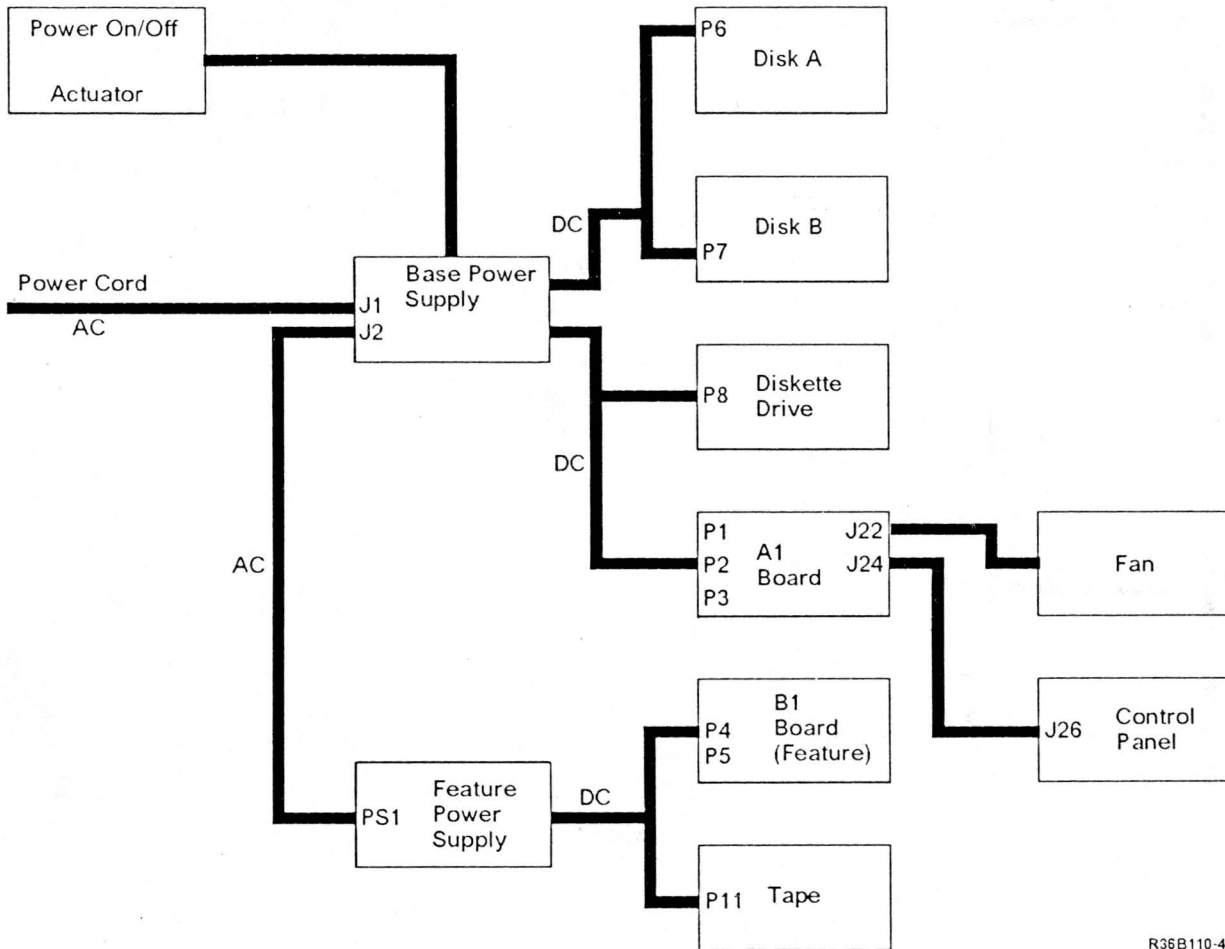 Power On/Off
Actuator
P6
Disk A
Disk B
P7
DC
Power Cord
AC
J1
J2
Base Power
Supply
P8
Diskette
Drive
DC
AC
P1
P2
P3
A1
Board
J22
J24
Fan
B1
Board
(Feature)
P4
P5
J26
Control
Panel
PS1
Feature
Power
Supply
DC
P11
Tape
R36B110-4